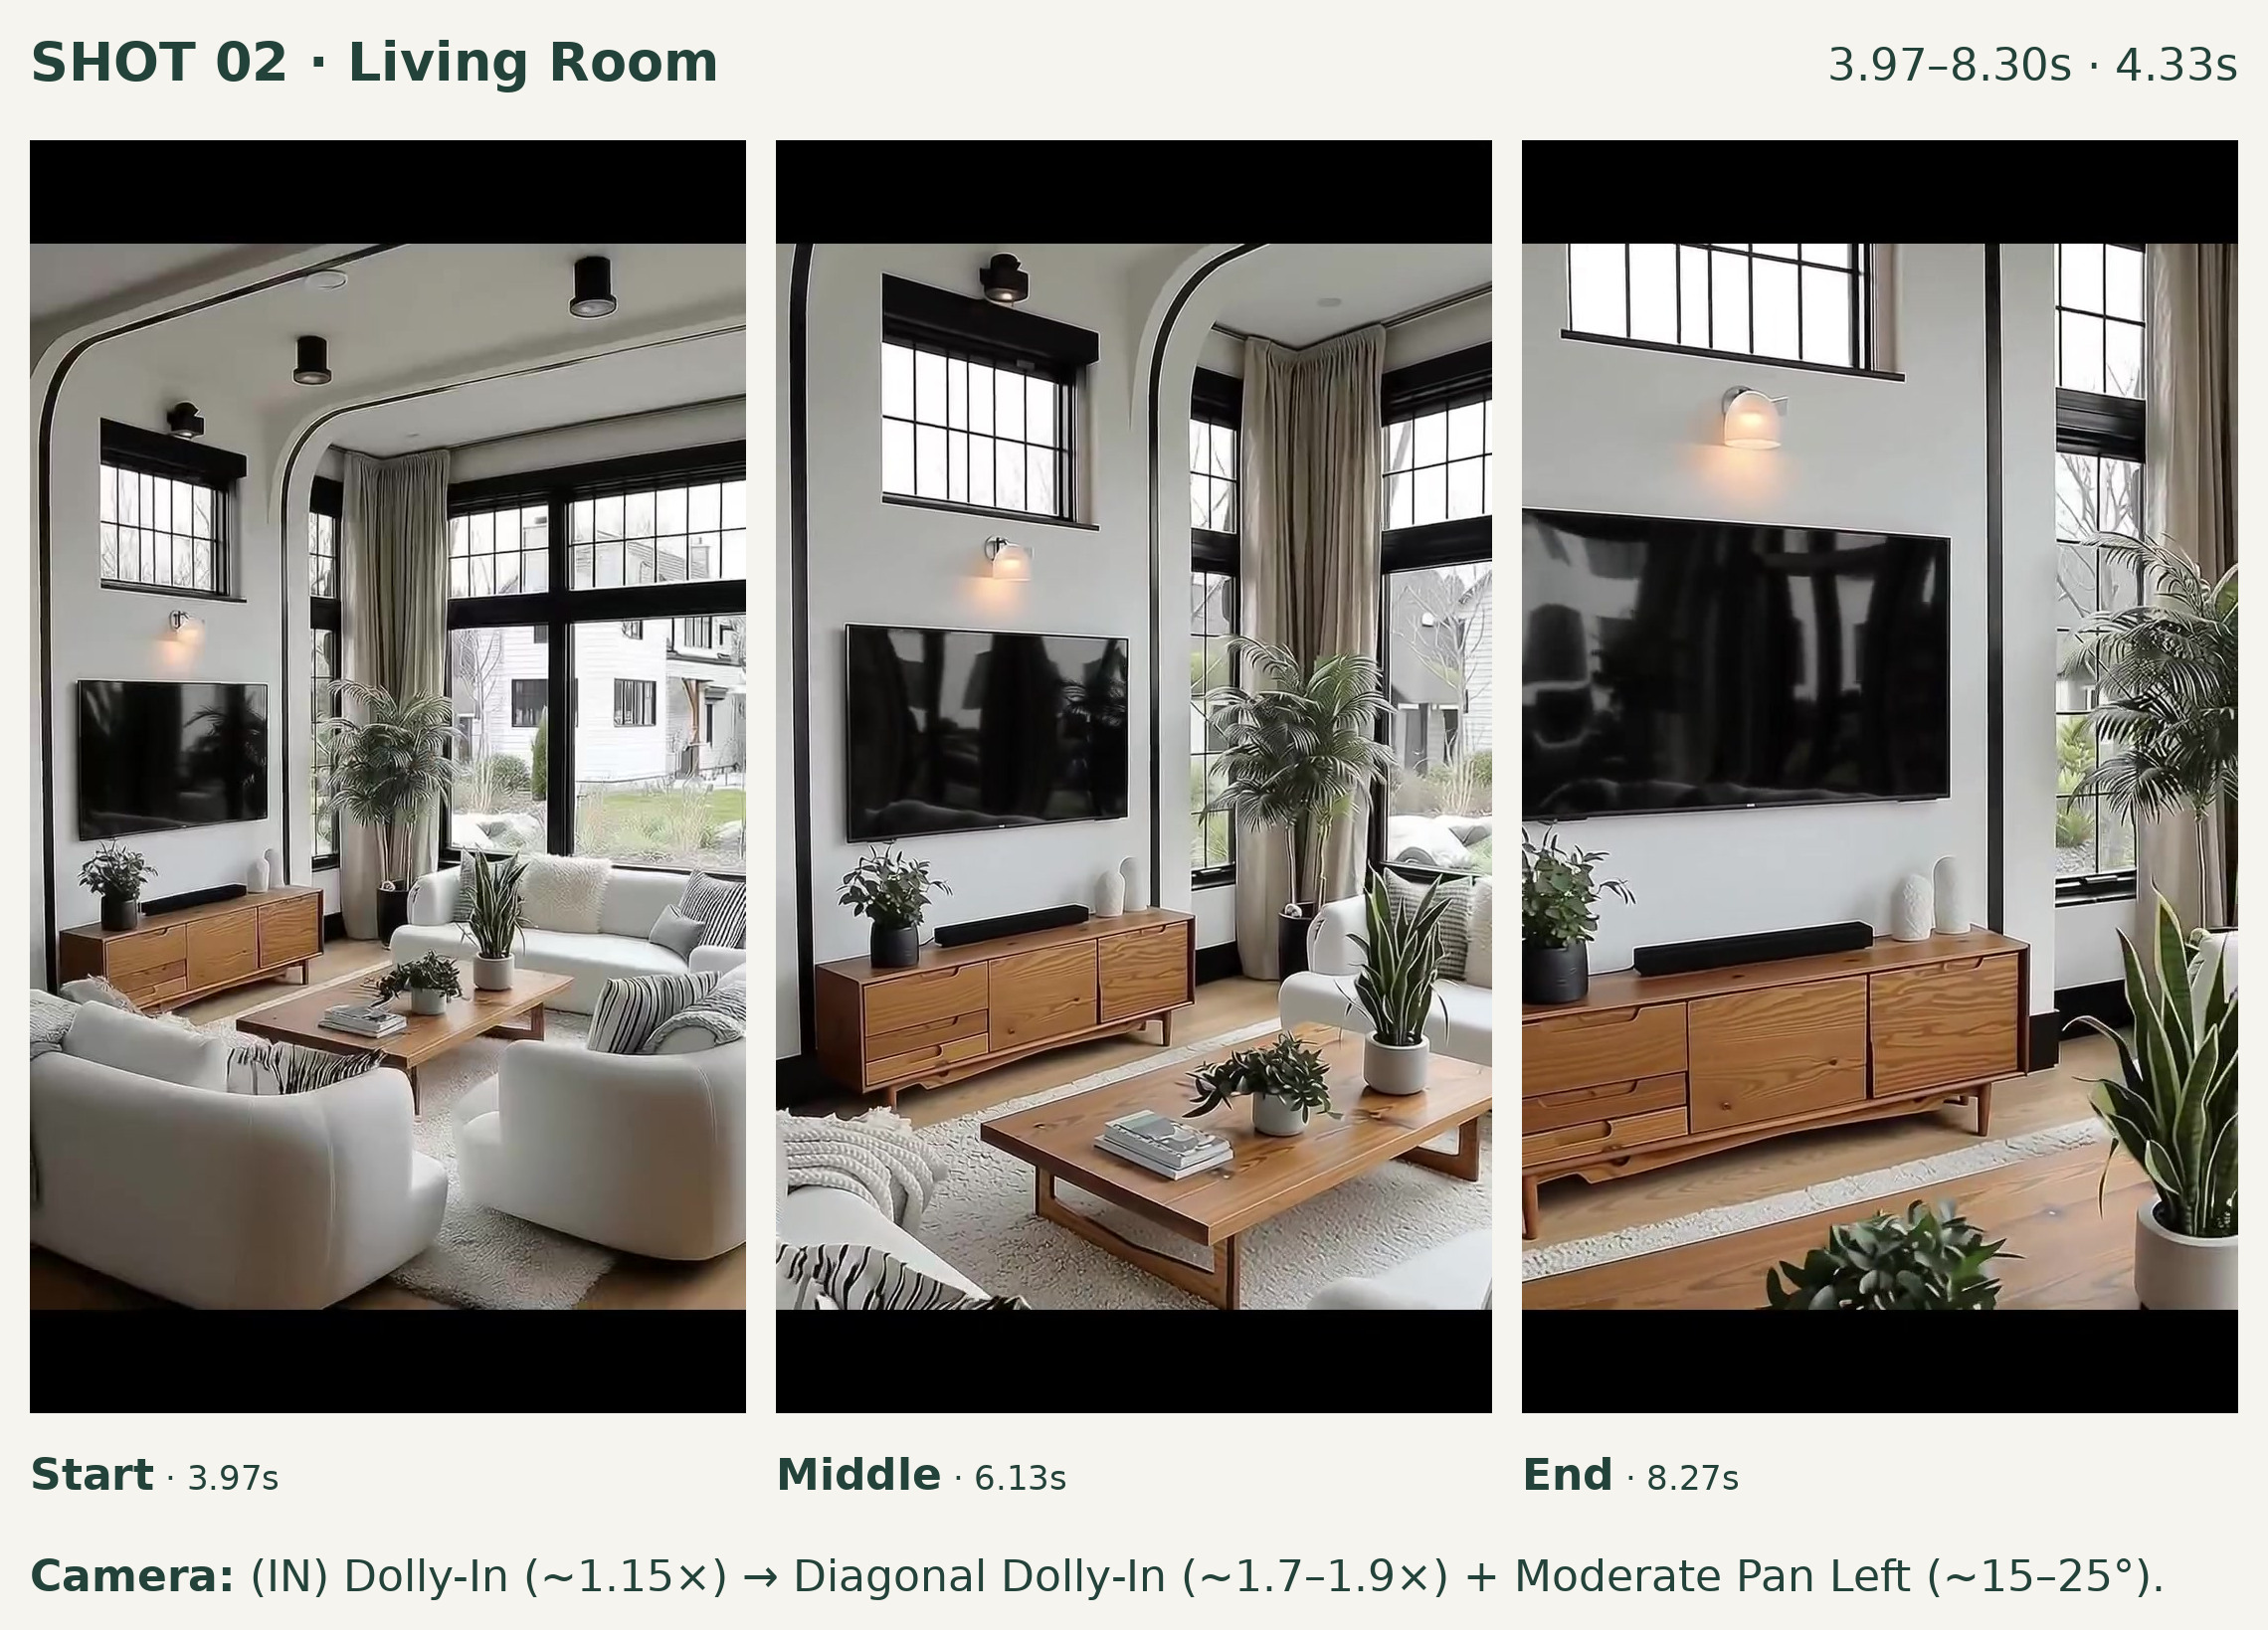 SHOT 02 · Living Room
3.97–8.30s · 4.33s
Start · 3.97s
Middle · 6.13s
End · 8.27s
Camera: (IN) Dolly-In (~1.15×) → Diagonal Dolly-In (~1.7–1.9×) + Moderate Pan Left (~15–25°).